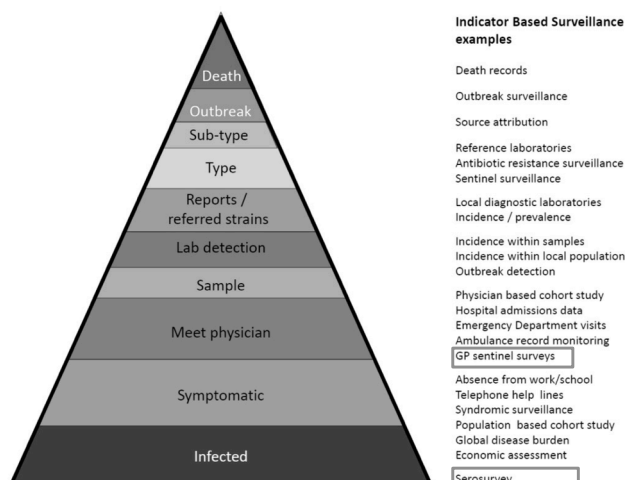 Death
Outbreak
Sub-type
Type
Reports /
referred strains
Lab detection
Sample
Meet physician
Symptomatic
Infected
Indicator Based Surveillance
examples
Death records
Outbreak surveillance
Source attribution
Reference laboratories
Antibiotic resistance surveillance
Sentinel surveillance
Local diagnostic laboratories
Incidence / prevalence
Incidence within samples
Incidence within local population
Outbreak detection
Physician based cohort study
Hospital admissions data
Emergency Department visits
Ambulance record monitoring
GP sentinel surveys
Absence from work/school
Telephone help lines
Syndromic surveillance
Population based cohort study
Global disease burden
Economic assessment
Serosurvey